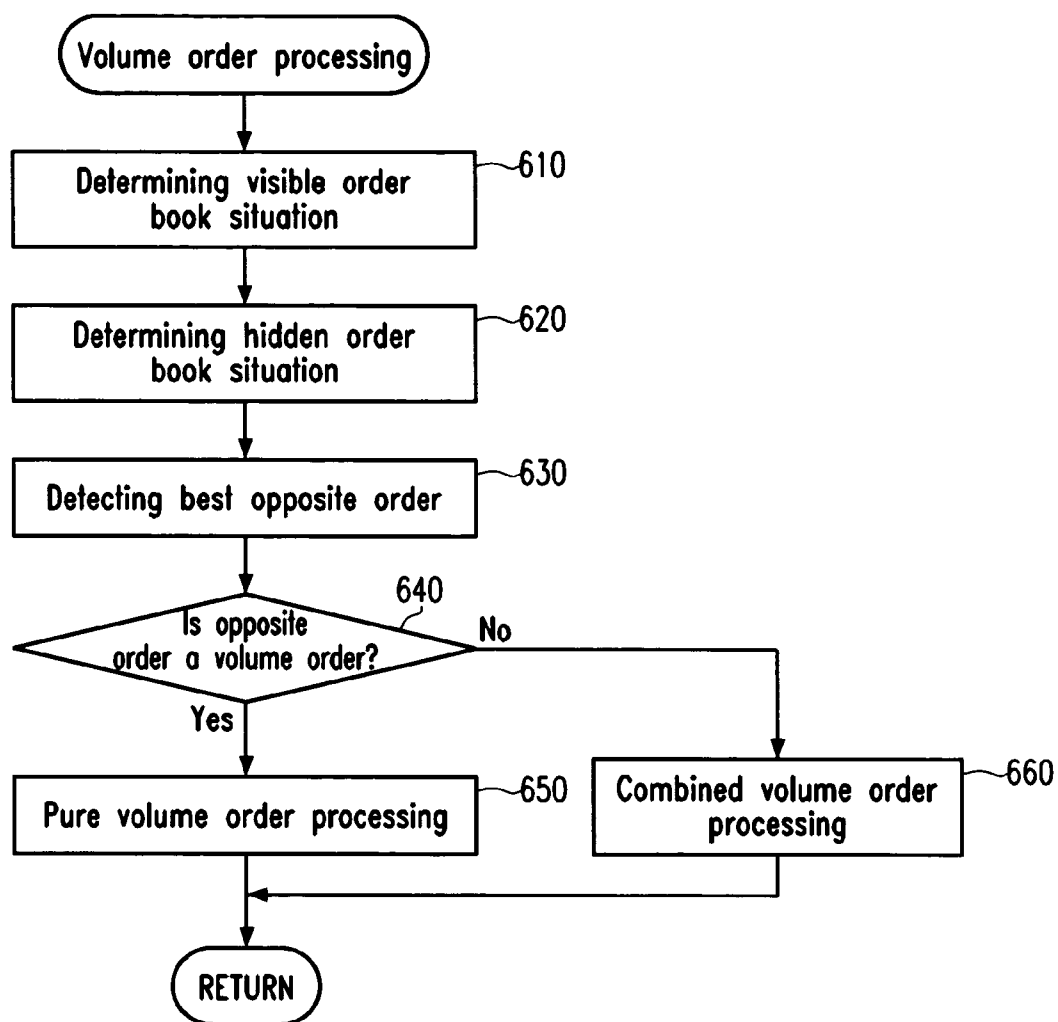 Volume order processing
610
Determining visible order
book situation
620
Determining hidden order
book situation
630
Detecting best opposite order
640
Is opposite
order a volume order?
No
Yes
650
Pure volume order processing
660
Combined volume order
processing
RETURN